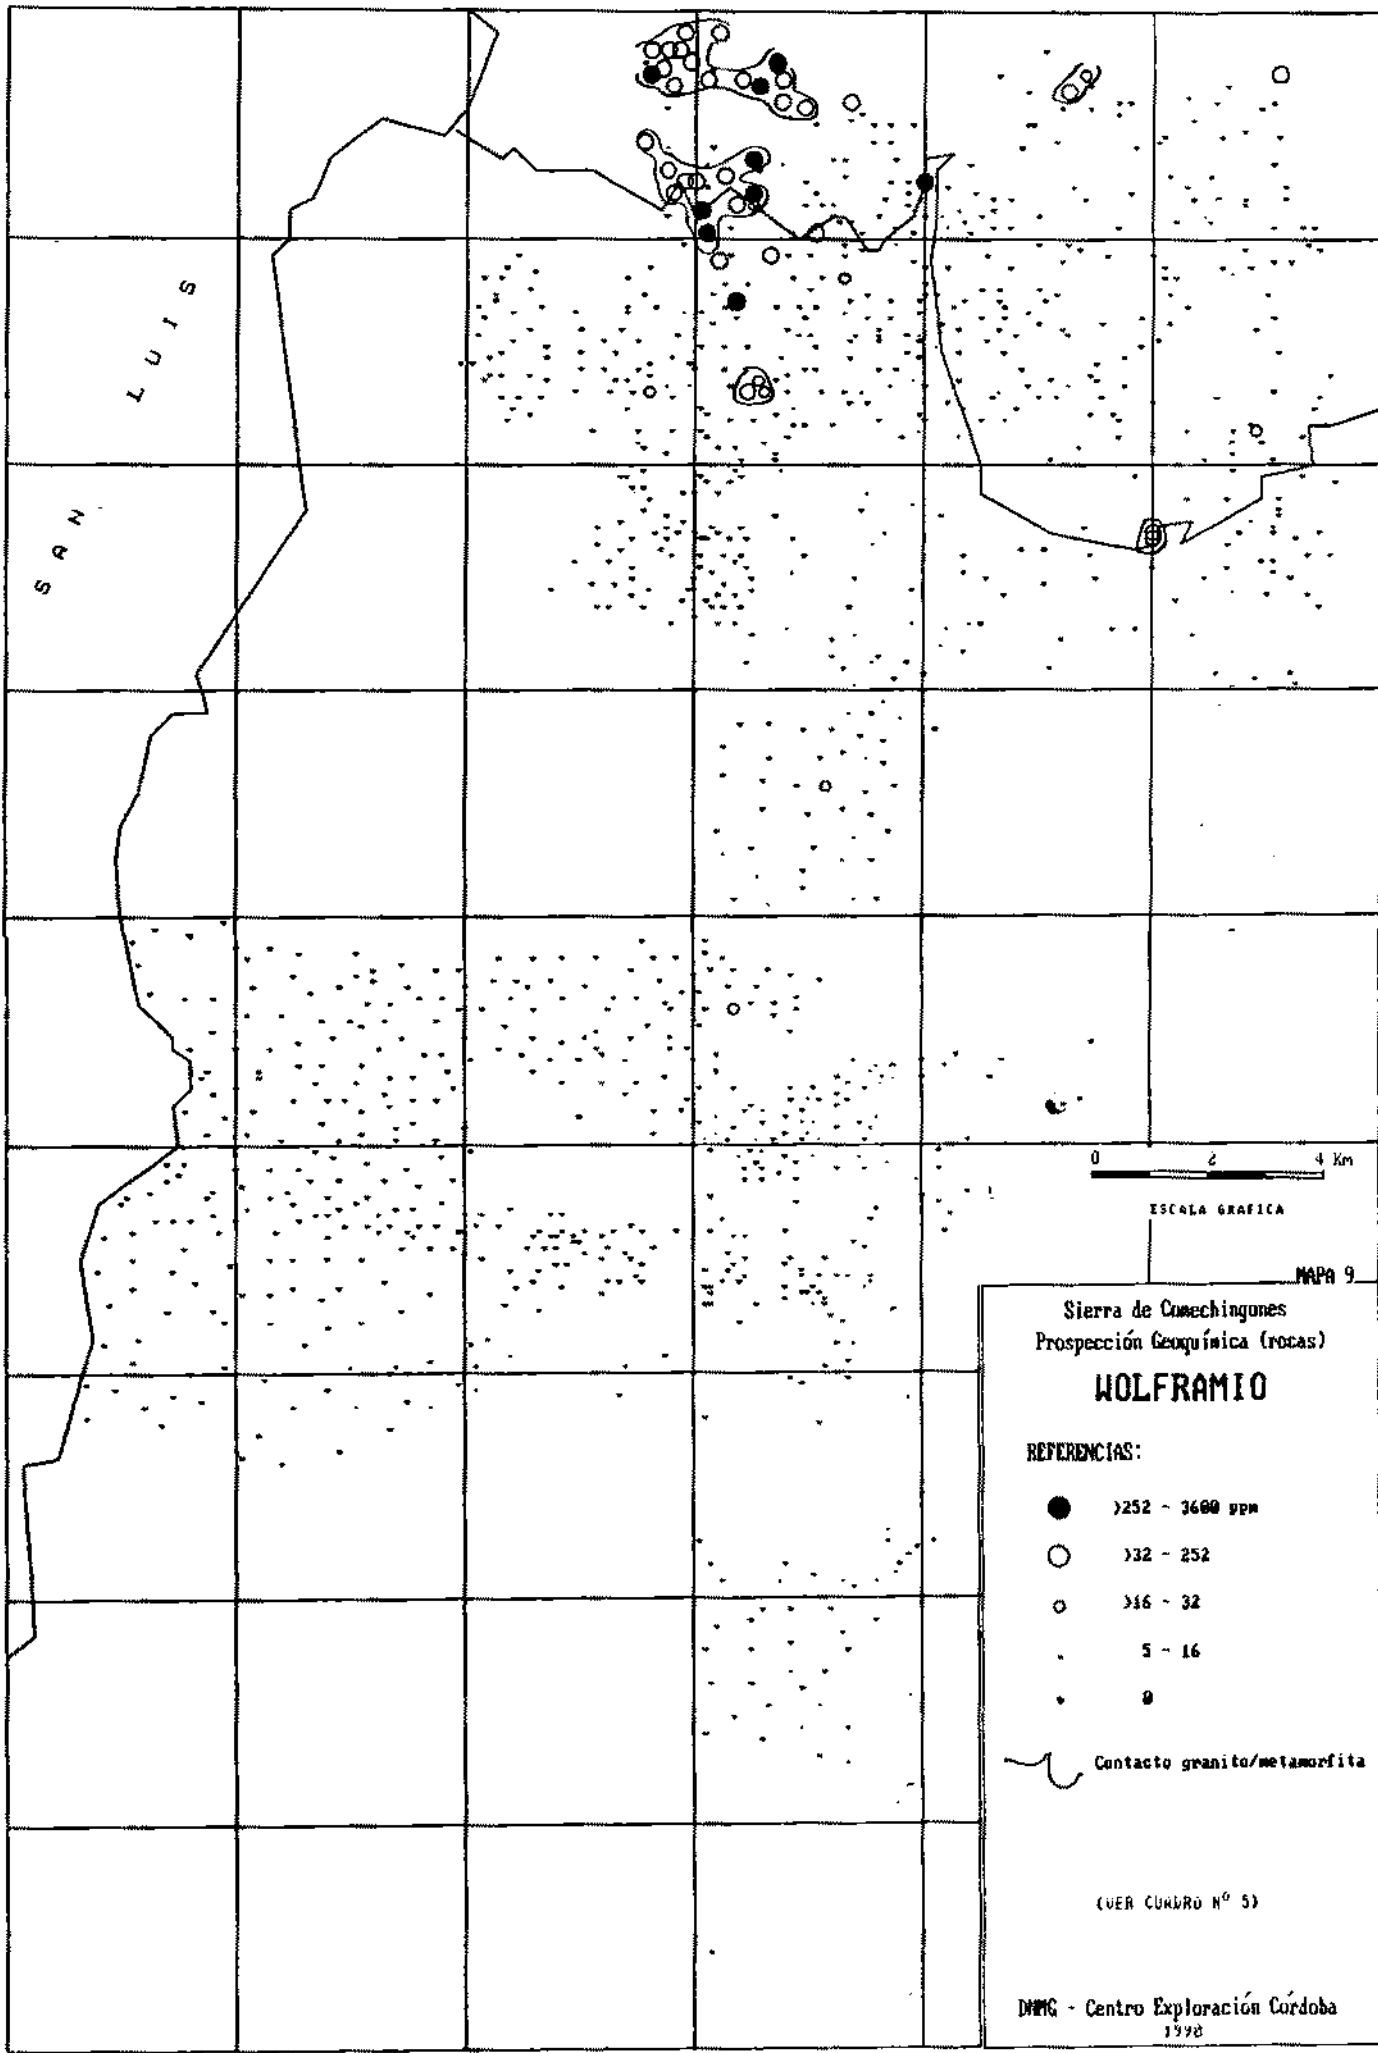 SAN LUIS
0 2 4 Km
ESCALA GRAFICA
MAPA 9
Sierra de Comechingones
Prospección Geoquímica (rocas)
WOLFRAMIO
REFERENCIAS:
>252 - 3600 ppm
>32 - 252
>16 - 32
5 - 16
0
Contacto granito/metamorfita
(VER CUADRO Nº 5)
DNMG - Centro Exploración Córdoba